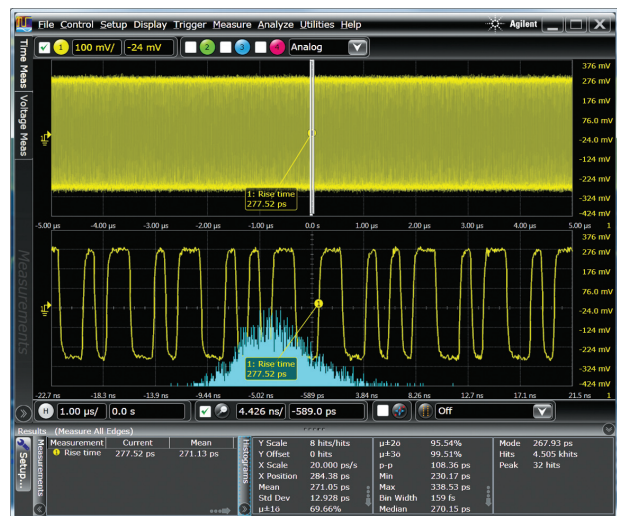 File Control Setup Display Trigger Measure Analyze Utilities Help Agilent
1 100 mV/ -24 mV 2 3 4 Analog
Time Meas
Voltage Meas
Measurements
376 mV
276 mV
176 mV
76.0 mV
-24.0 mV
-124 mV
-224 mV
-324 mV
-424 mV
1: Rise time
277.52 ps
-5.00 µs -4.00 µs -3.00 µs -2.00 µs -1.00 µs 0.0 s 1.00 µs 2.00 µs 3.00 µs 4.00 µs 5.00 µs 1
376 mV
276 mV
176 mV
76.0 mV
-24.0 mV
-124 mV
-224 mV
-324 mV
-424 mV
1
1: Rise time
277.52 ps
-22.7 ns -18.3 ns -13.9 ns -9.44 ns -5.02 ns -589 ps 3.84 ns 8.26 ns 12.7 ns 17.1 ns 21.5 ns 1
H 1.00 µs/ 0.0 s 4.426 ns/ -589.0 ps Off
Results (Measure All Edges)
Setup...
Measurements
Measurement Current Mean
1 Rise time 277.52 ps 271.13 ps
Histograms
Y Scale 8 hits/hits µ±2σ 95.54% Mode 267.93 ps
Y Offset 0 hits µ±3σ 99.51% Hits 4.505 khits
X Scale 20.000 ps/s p-p 108.36 ps Peak 32 hits
X Position 284.38 ps Min 230.17 ps
Mean 271.05 ps Max 338.53 ps
Std Dev 12.928 ps Bin Width 159 fs
µ±1σ 69.66% Median 270.15 ps